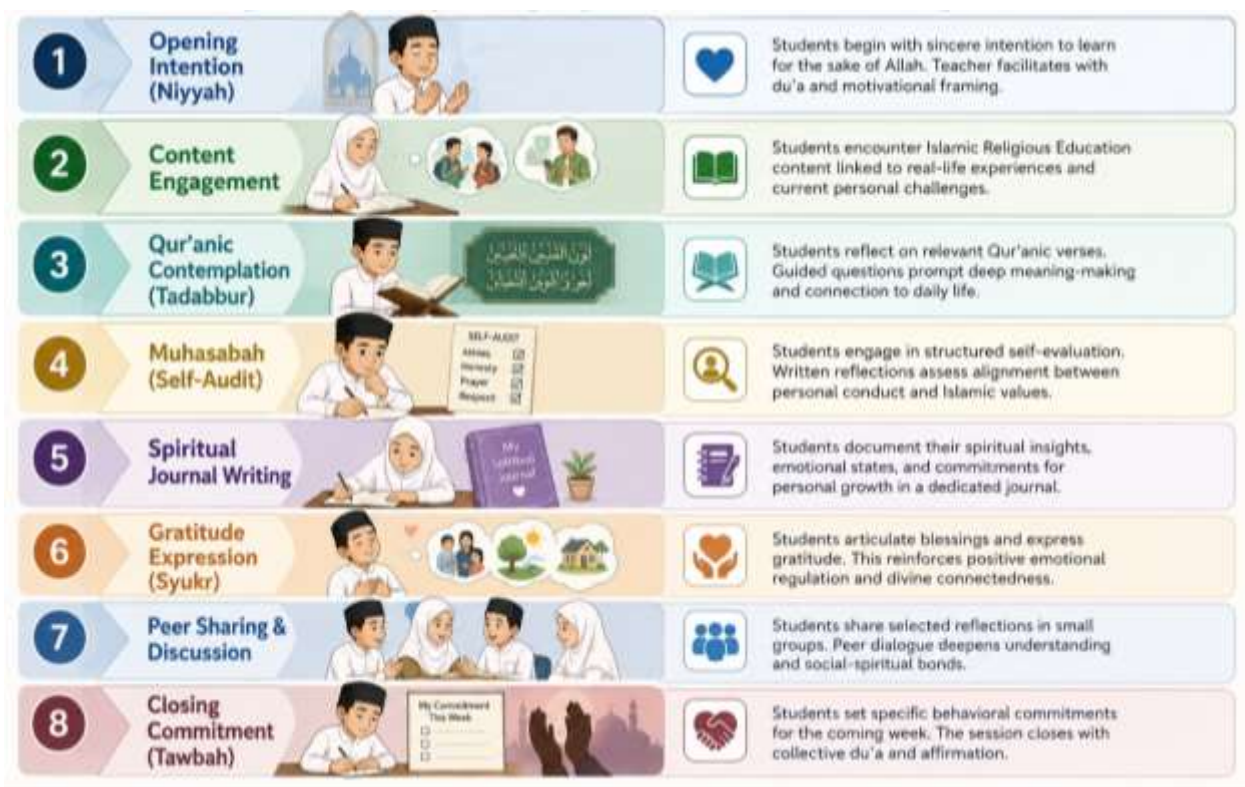 1
Opening
Intention
(Niyyah)
Students begin with sincere intention to learn
for the sake of Allah. Teacher facilitates with
du'a and motivational framing.
2
Content
Engagement
Students encounter Islamic Religious Education
content linked to real-life experiences and
current personal challenges.
3
Qur'anic
Contemplation
(Tadabbur)
Students reflect on relevant Qur'anic verses.
Guided questions prompt deep meaning-making
and connection to daily life.
4
Muhasabah
(Self-Audit)
SELF-AUDIT
Honesty
Prayer
Respect
Students engage in structured self-evaluation.
Written reflections assess alignment between
personal conduct and Islamic values.
5
Spiritual
Journal Writing
My
Spiritual
Journal
Students document their spiritual insights,
emotional states, and commitments for
personal growth in a dedicated journal.
6
Gratitude
Expression
(Syukr)
Students articulate blessings and express
gratitude. This reinforces positive emotional
regulation and divine connectedness.
7
Peer Sharing &
Discussion
Students share selected reflections in small
groups. Peer dialogue deepens understanding
and social-spiritual bonds.
8
Closing
Commitment
(Tawbah)
My Commitment
This Week
Students set specific behavioral commitments
for the coming week. The session closes with
collective du'a and affirmation.